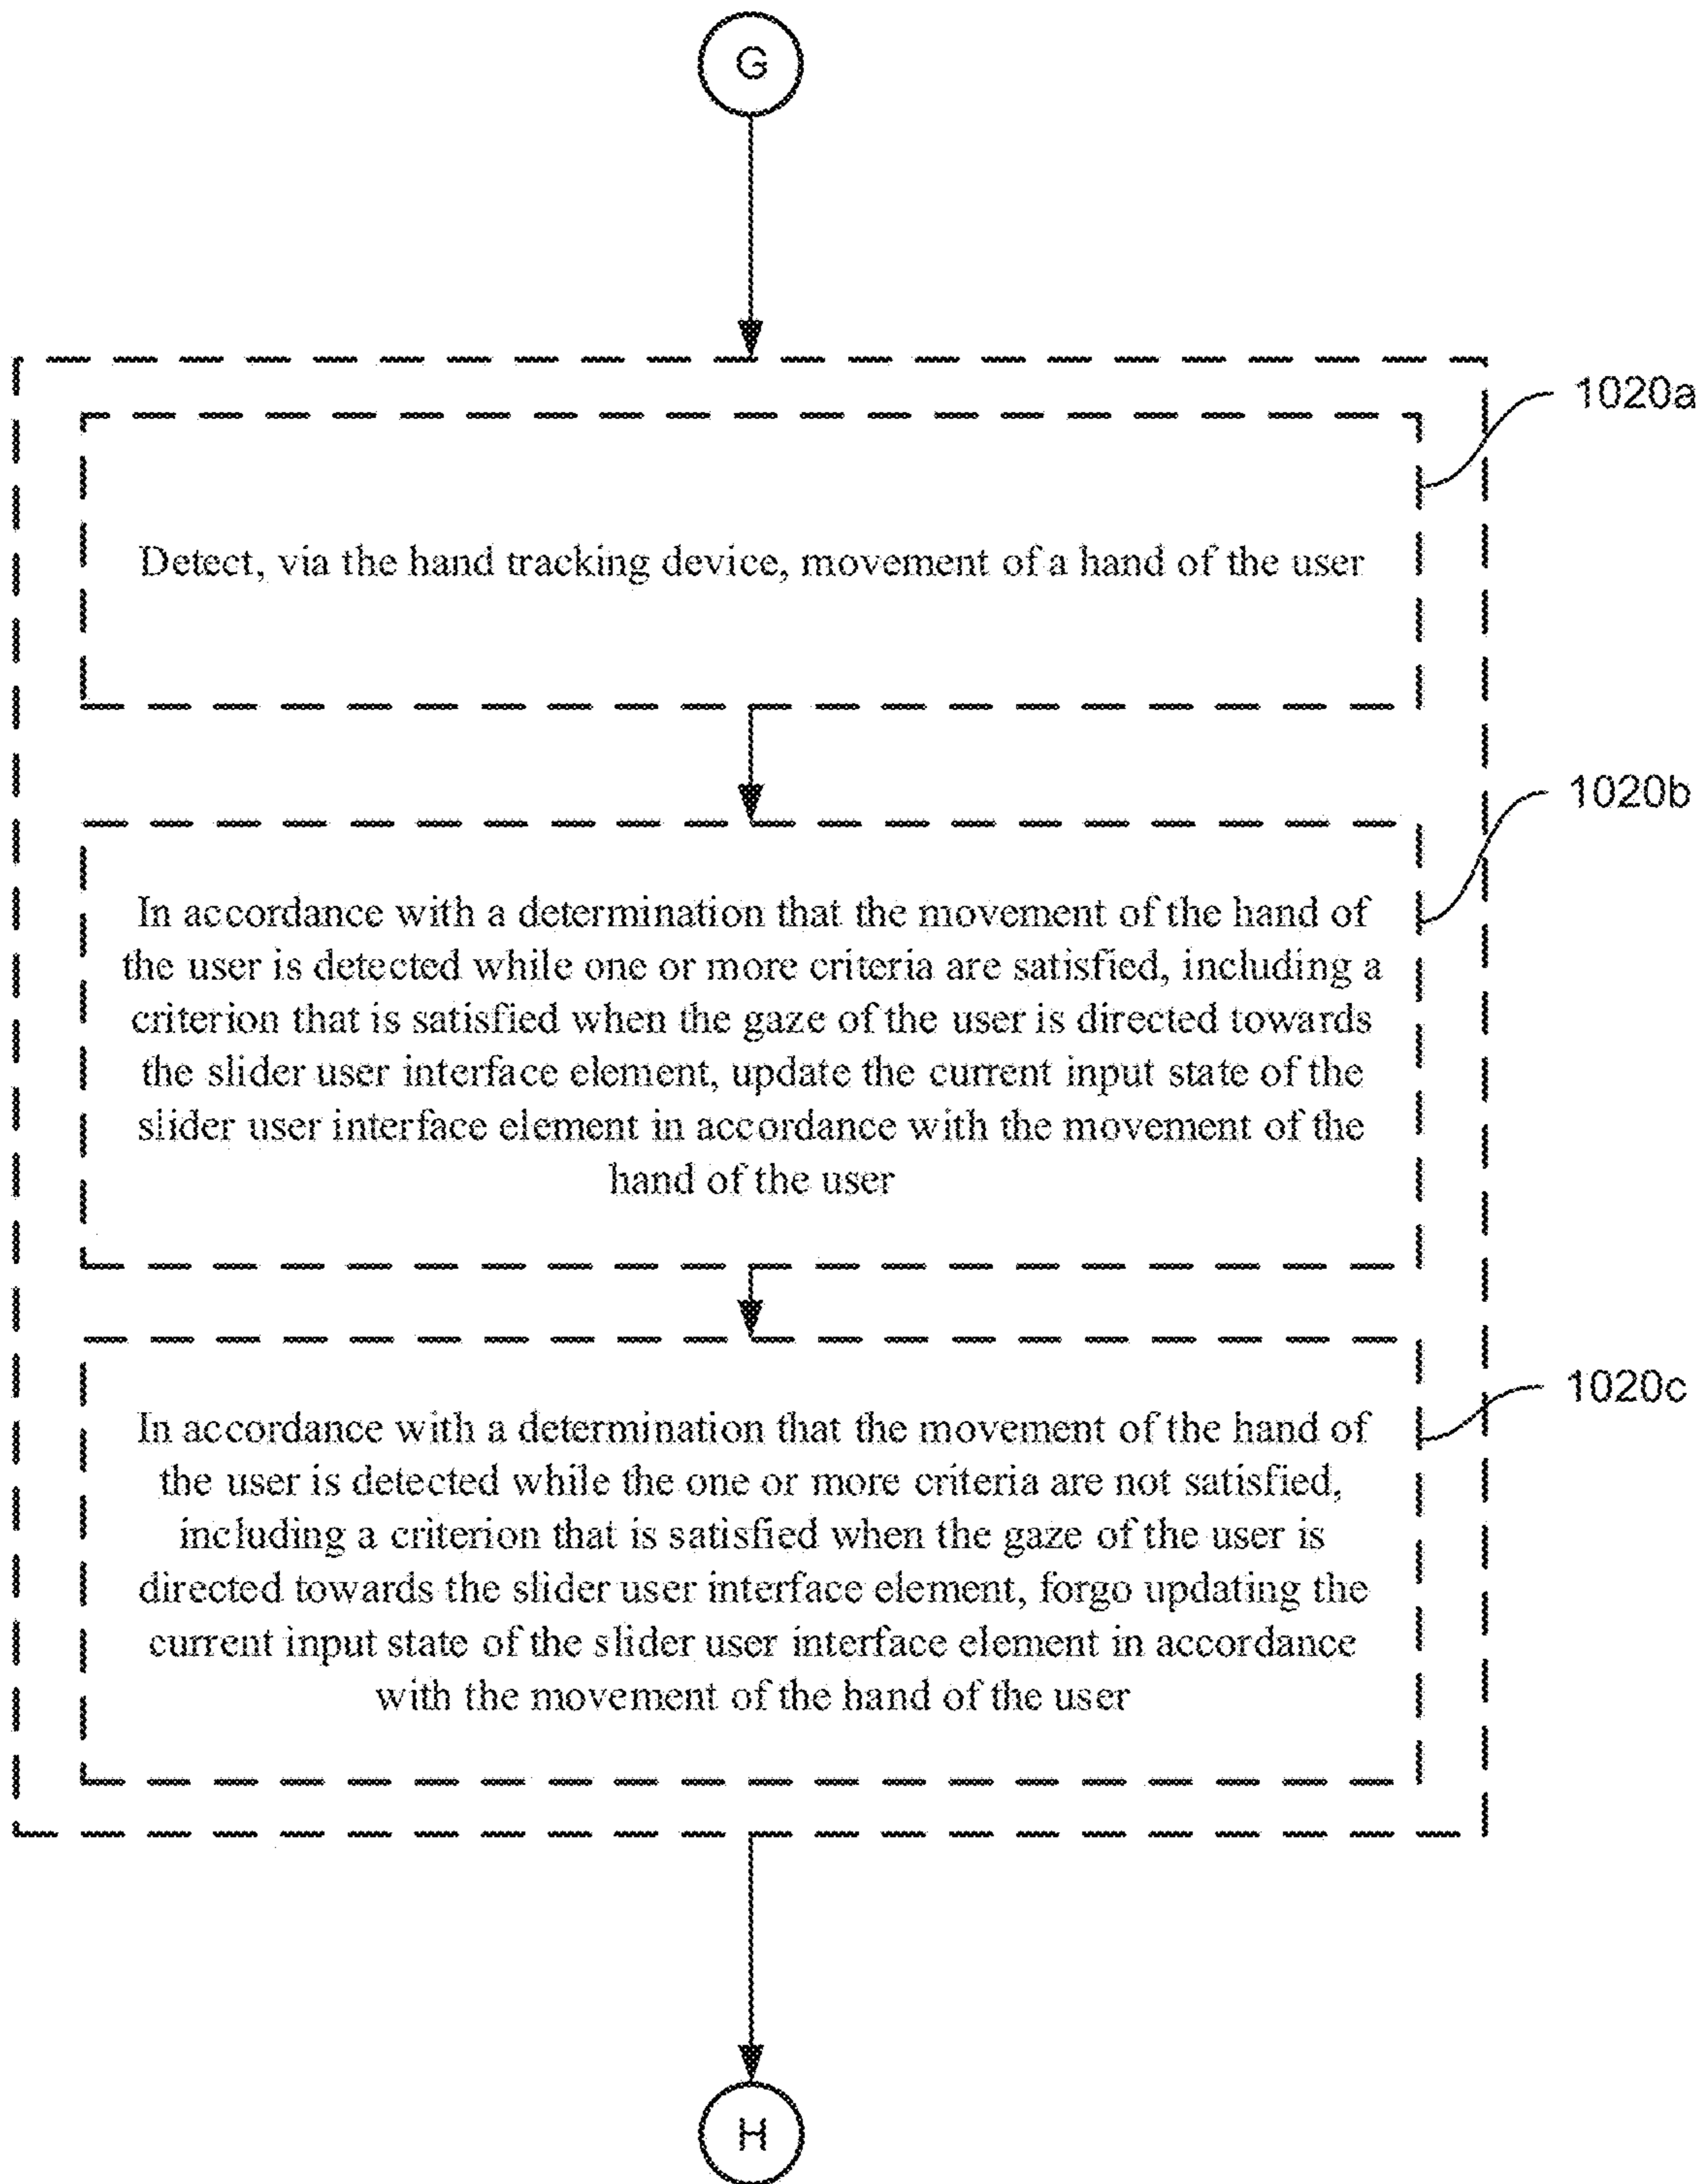 G
1020a
Detect, via the hand tracking device, movement of a hand of the user
1020b
In accordance with a determination that the movement of the hand of
the user is detected while one or more criteria are satisfied, including a
criterion that is satisfied when the gaze of the user is directed towards
the slider user interface element, update the current input state of the
slider user interface element in accordance with the movement of the
hand of the user
1020c
In accordance with a determination that the movement of the hand of
the user is detected while the one or more criteria are not satisfied,
including a criterion that is satisfied when the gaze of the user is
directed towards the slider user interface element, forgo updating the
current input state of the slider user interface element in accordance
with the movement of the hand of the user
H